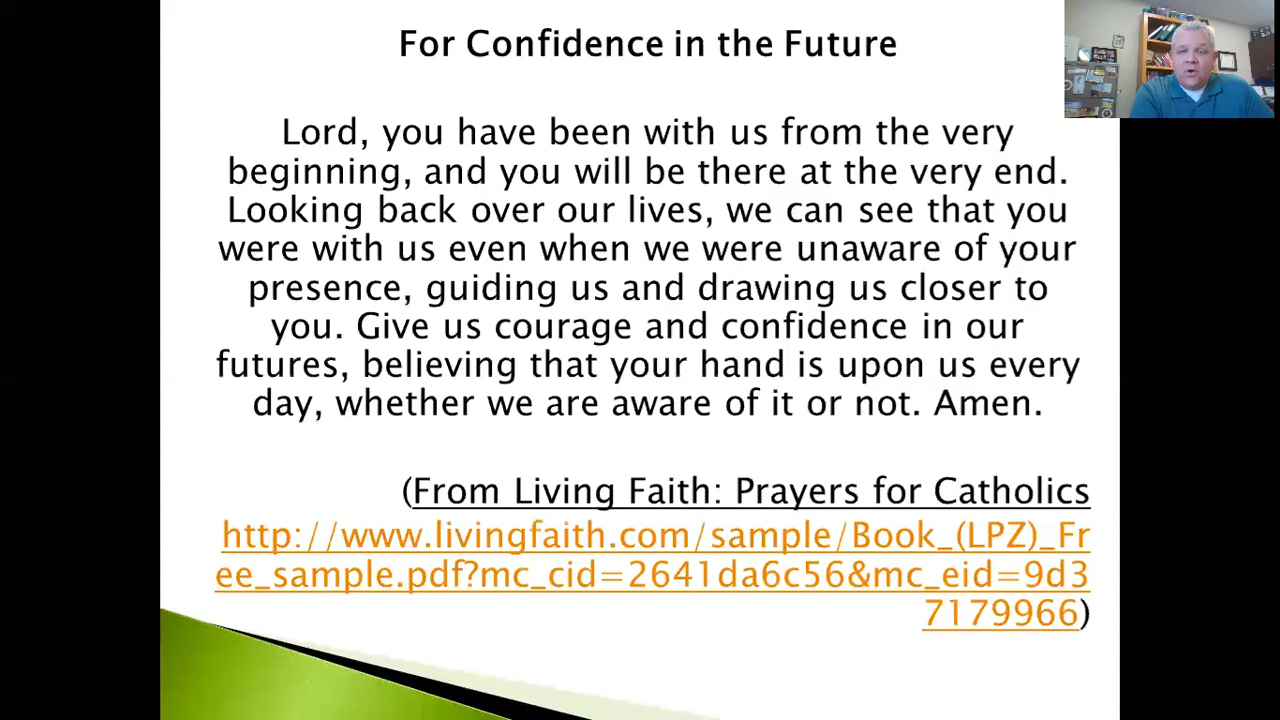 For Confidence in the Future
Lord, you have been with us from the very
beginning, and you will be there at the very end.
Looking back over our lives, we can see that you
were with us even when we were unaware of your
presence, guiding us and drawing us closer to
you. Give us courage and confidence in our
futures, believing that your hand is upon us every
day, whether we are aware of it or not. Amen.
(From Living Faith: Prayers for Catholics
http://www.livingfaith.com/sample/Book_(LPZ)_Fr
ee_sample.pdf?mc_cid=2641da6c56&mc_eid=9d3
7179966)